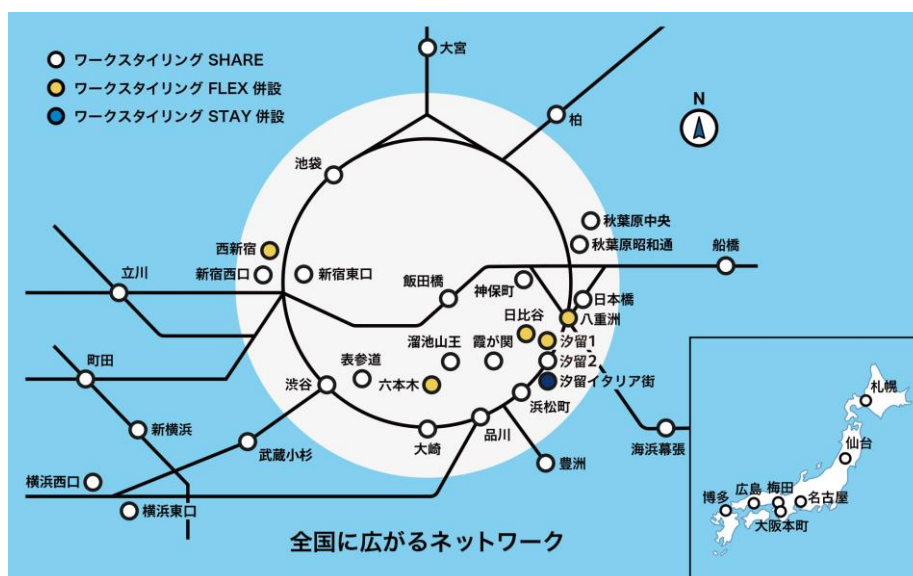 ワークスタイリング SHARE
ワークスタイリング FLEX 併設
ワークスタイリング STAY 併設
大宮
柏
N
池袋
秋葉原中央
秋葉原昭和通
西新宿
新宿西口
新宿東口
船橋
立川
飯田橋
神保町
日本橋
八重洲
日比谷
汐留1
溜池山王
霞が関
汐留2
汐留イタリア街
表参道
六本木
渋谷
町田
浜松町
新横浜
武蔵小杉
大崎
品川
豊洲
海浜幕張
横浜西口
横浜東口
札幌
仙台
博多
広島
梅田
名古屋
大阪本町
全国に広がるネットワーク